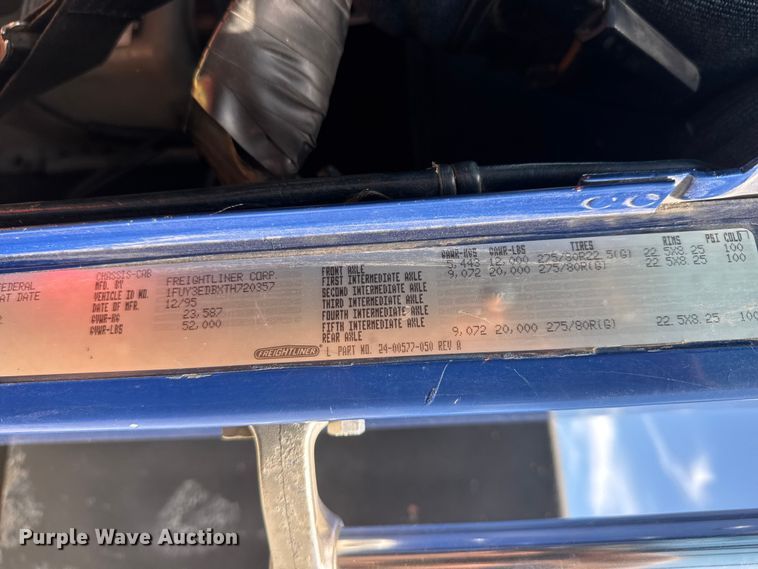 FEDERAL
AT DATE
CHASSIS-CAB
MFD. BY FREIGHTLINER CORP.
VEHICLE ID NO. 1FUY3EDBXTH720357
DATE OF MFR. 12/95
GVWR-KG 23,587
GVWR-LBS 52,000
GAWR-KGS GAWR-LBS TIRES RIMS PSI COLD
FRONT AXLE 5,443 12,000 275/80R22.5(G) 22.5X8.25 100
FIRST INTERMEDIATE AXLE 9,072 20,000 275/80R(G) 22.5X8.25 100
SECOND INTERMEDIATE AXLE
THIRD INTERMEDIATE AXLE
FOURTH INTERMEDIATE AXLE
FIFTH INTERMEDIATE AXLE
REAR AXLE 9,072 20,000 275/80R(G) 22.5X8.25 100
FREIGHTLINER L PART NO. 24-00577-050 REV A
Purple Wave Auction